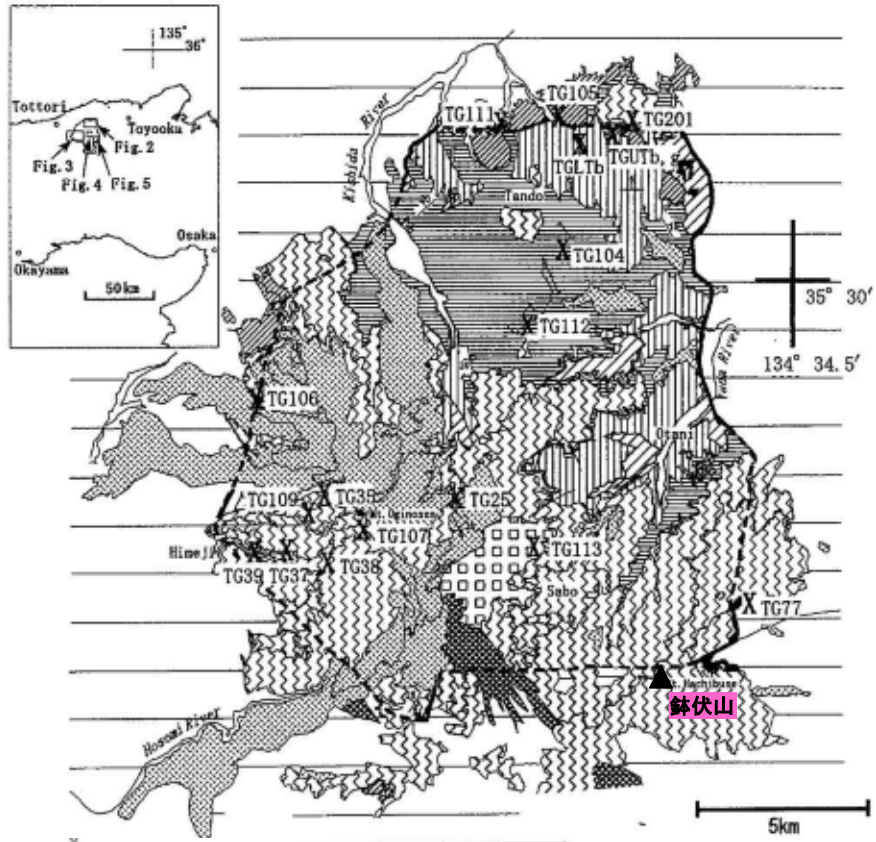 135°
36°
Tottori
Toyooka
Fig. 3
Fig. 2
Fig. 4
Fig. 5
Osaka
Okayama
50km
Kishida River
TG111
TG105
TG201
TGLTb
TGUTb, g
Tando
TG104
35° 30′
TG112
134° 34.5′
TG106
Otani
TG109
TG35
TG25
TG107
Himeji
TG113
TG39
TG37
TG38
Sabo
TG77
鉢伏山
Hosomi River
5km